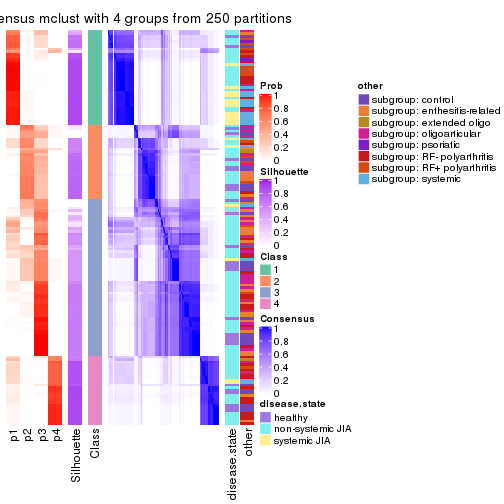 ensus mclust with 4 groups from 250 partitions
Prob
1
0.8
0.6
0.4
0.2
0
Silhouette
1
0.8
0.6
0.4
0.2
0
Class
1
2
3
4
Consensus
1
0.8
0.6
0.4
0.2
0
disease.state
healthy
non-systemic JIA
systemic JIA
other
subgroup: control
subgroup: enthesitis-related
subgroup: extended oligo
subgroup: oligoarticular
subgroup: psoriatic
subgroup: RF- polyarthritis
subgroup: RF+ polyarthritis
subgroup: systemic
p1
p2
p3
p4
Silhouette
Class
disease.state
other